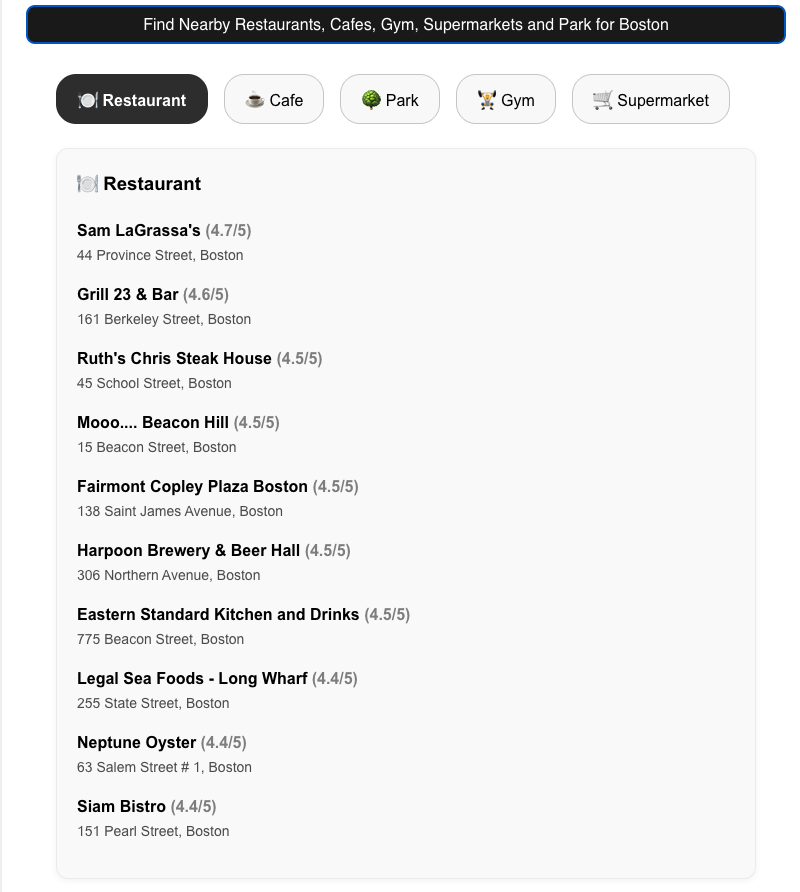 Find Nearby Restaurants, Cafes, Gym, Supermarkets and Park for Boston
Restaurant
Cafe
Park
Gym
Supermarket
Restaurant
Sam LaGrassa's (4.7/5)
44 Province Street, Boston
Grill 23 & Bar (4.6/5)
161 Berkeley Street, Boston
Ruth's Chris Steak House (4.5/5)
45 School Street, Boston
Mooo.... Beacon Hill (4.5/5)
15 Beacon Street, Boston
Fairmont Copley Plaza Boston (4.5/5)
138 Saint James Avenue, Boston
Harpoon Brewery & Beer Hall (4.5/5)
306 Northern Avenue, Boston
Eastern Standard Kitchen and Drinks (4.5/5)
775 Beacon Street, Boston
Legal Sea Foods - Long Wharf (4.4/5)
255 State Street, Boston
Neptune Oyster (4.4/5)
63 Salem Street # 1, Boston
Siam Bistro (4.4/5)
151 Pearl Street, Boston